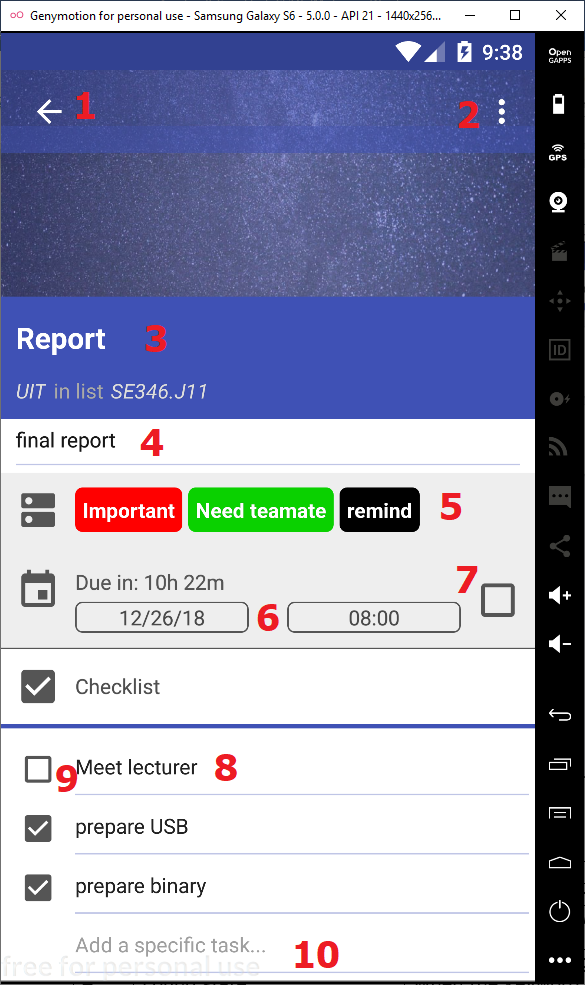 Genymotion for personal use - Samsung Galaxy S6 - 5.0.0 - API 21 - 1440x256...
9:38
Open
GAPPS
1
2
GPS
Report 3
ID
UIT in list SE346.J11
final report 4
Important Need teamate remind 5
Due in: 10h 22m 7
12/26/18 6 08:00
Checklist
9 Meet lecturer 8
prepare USB
prepare binary
Add a specific task... 10
free for personal use